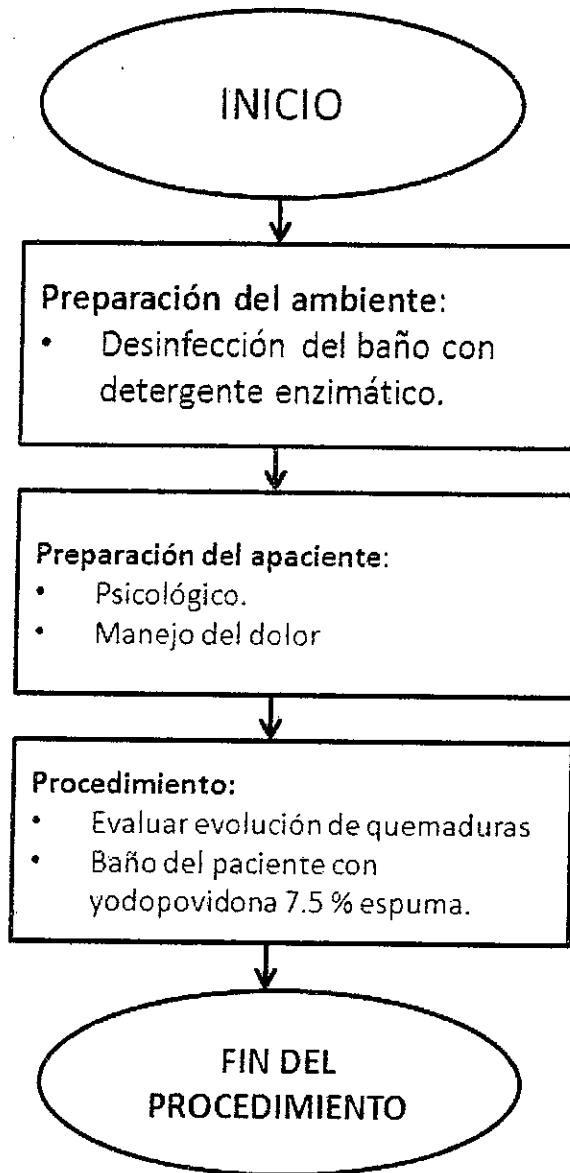 INICIO
Preparación del ambiente:
• Desinfección del baño con
detergente enzimático.
Preparación del apaciente:
• Psicológico.
• Manejo del dolor
Procedimiento:
• Evaluar evolución de quemaduras
• Baño del paciente con
yodopovidona 7.5 % espuma.
FIN DEL
PROCEDIMIENTO